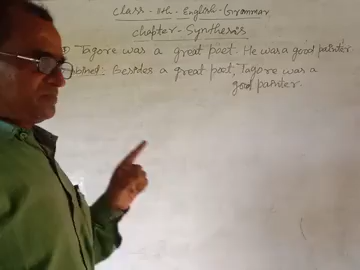 Class - 8th - English - Grammar
Chapter - Synthesis
Tagore was a great poet. He was a good painter.
Besides a great poet, Tagore was a
good painter.